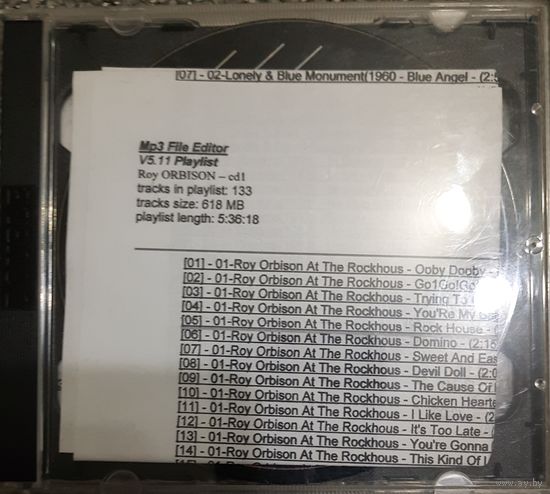 [07] - 02-Lonely & Blue Monument(1960 - Blue Angel - (2:5
Mp3 File Editor
V5.11 Playlist
Roy ORBISON – cd1
tracks in playlist: 133
tracks size: 618 MB
playlist length: 5:36:18
[01] - 01-Roy Orbison At The Rockhous - Ooby Dooby -
[02] - 01-Roy Orbison At The Rockhous - Go!Go!Go
[03] - 01-Roy Orbison At The Rockhous - Trying To
[04] - 01-Roy Orbison At The Rockhous - You'Re My
[05] - 01-Roy Orbison At The Rockhous - Rock House -
[06] - 01-Roy Orbison At The Rockhous - Domino - (2:15
[07] - 01-Roy Orbison At The Rockhous - Sweet And Eas
[08] - 01-Roy Orbison At The Rockhous - Devil Doll - (2:0
[09] - 01-Roy Orbison At The Rockhous - The Cause Of
[10] - 01-Roy Orbison At The Rockhous - Chicken Hearte
[11] - 01-Roy Orbison At The Rockhous - I Like Love - (2
[12] - 01-Roy Orbison At The Rockhous - It's Too Late - 
[13] - 01-Roy Orbison At The Rockhous - You're Gonna
[14] - 01-Roy Orbison At The Rockhous - This Kind Of
www.ay.by